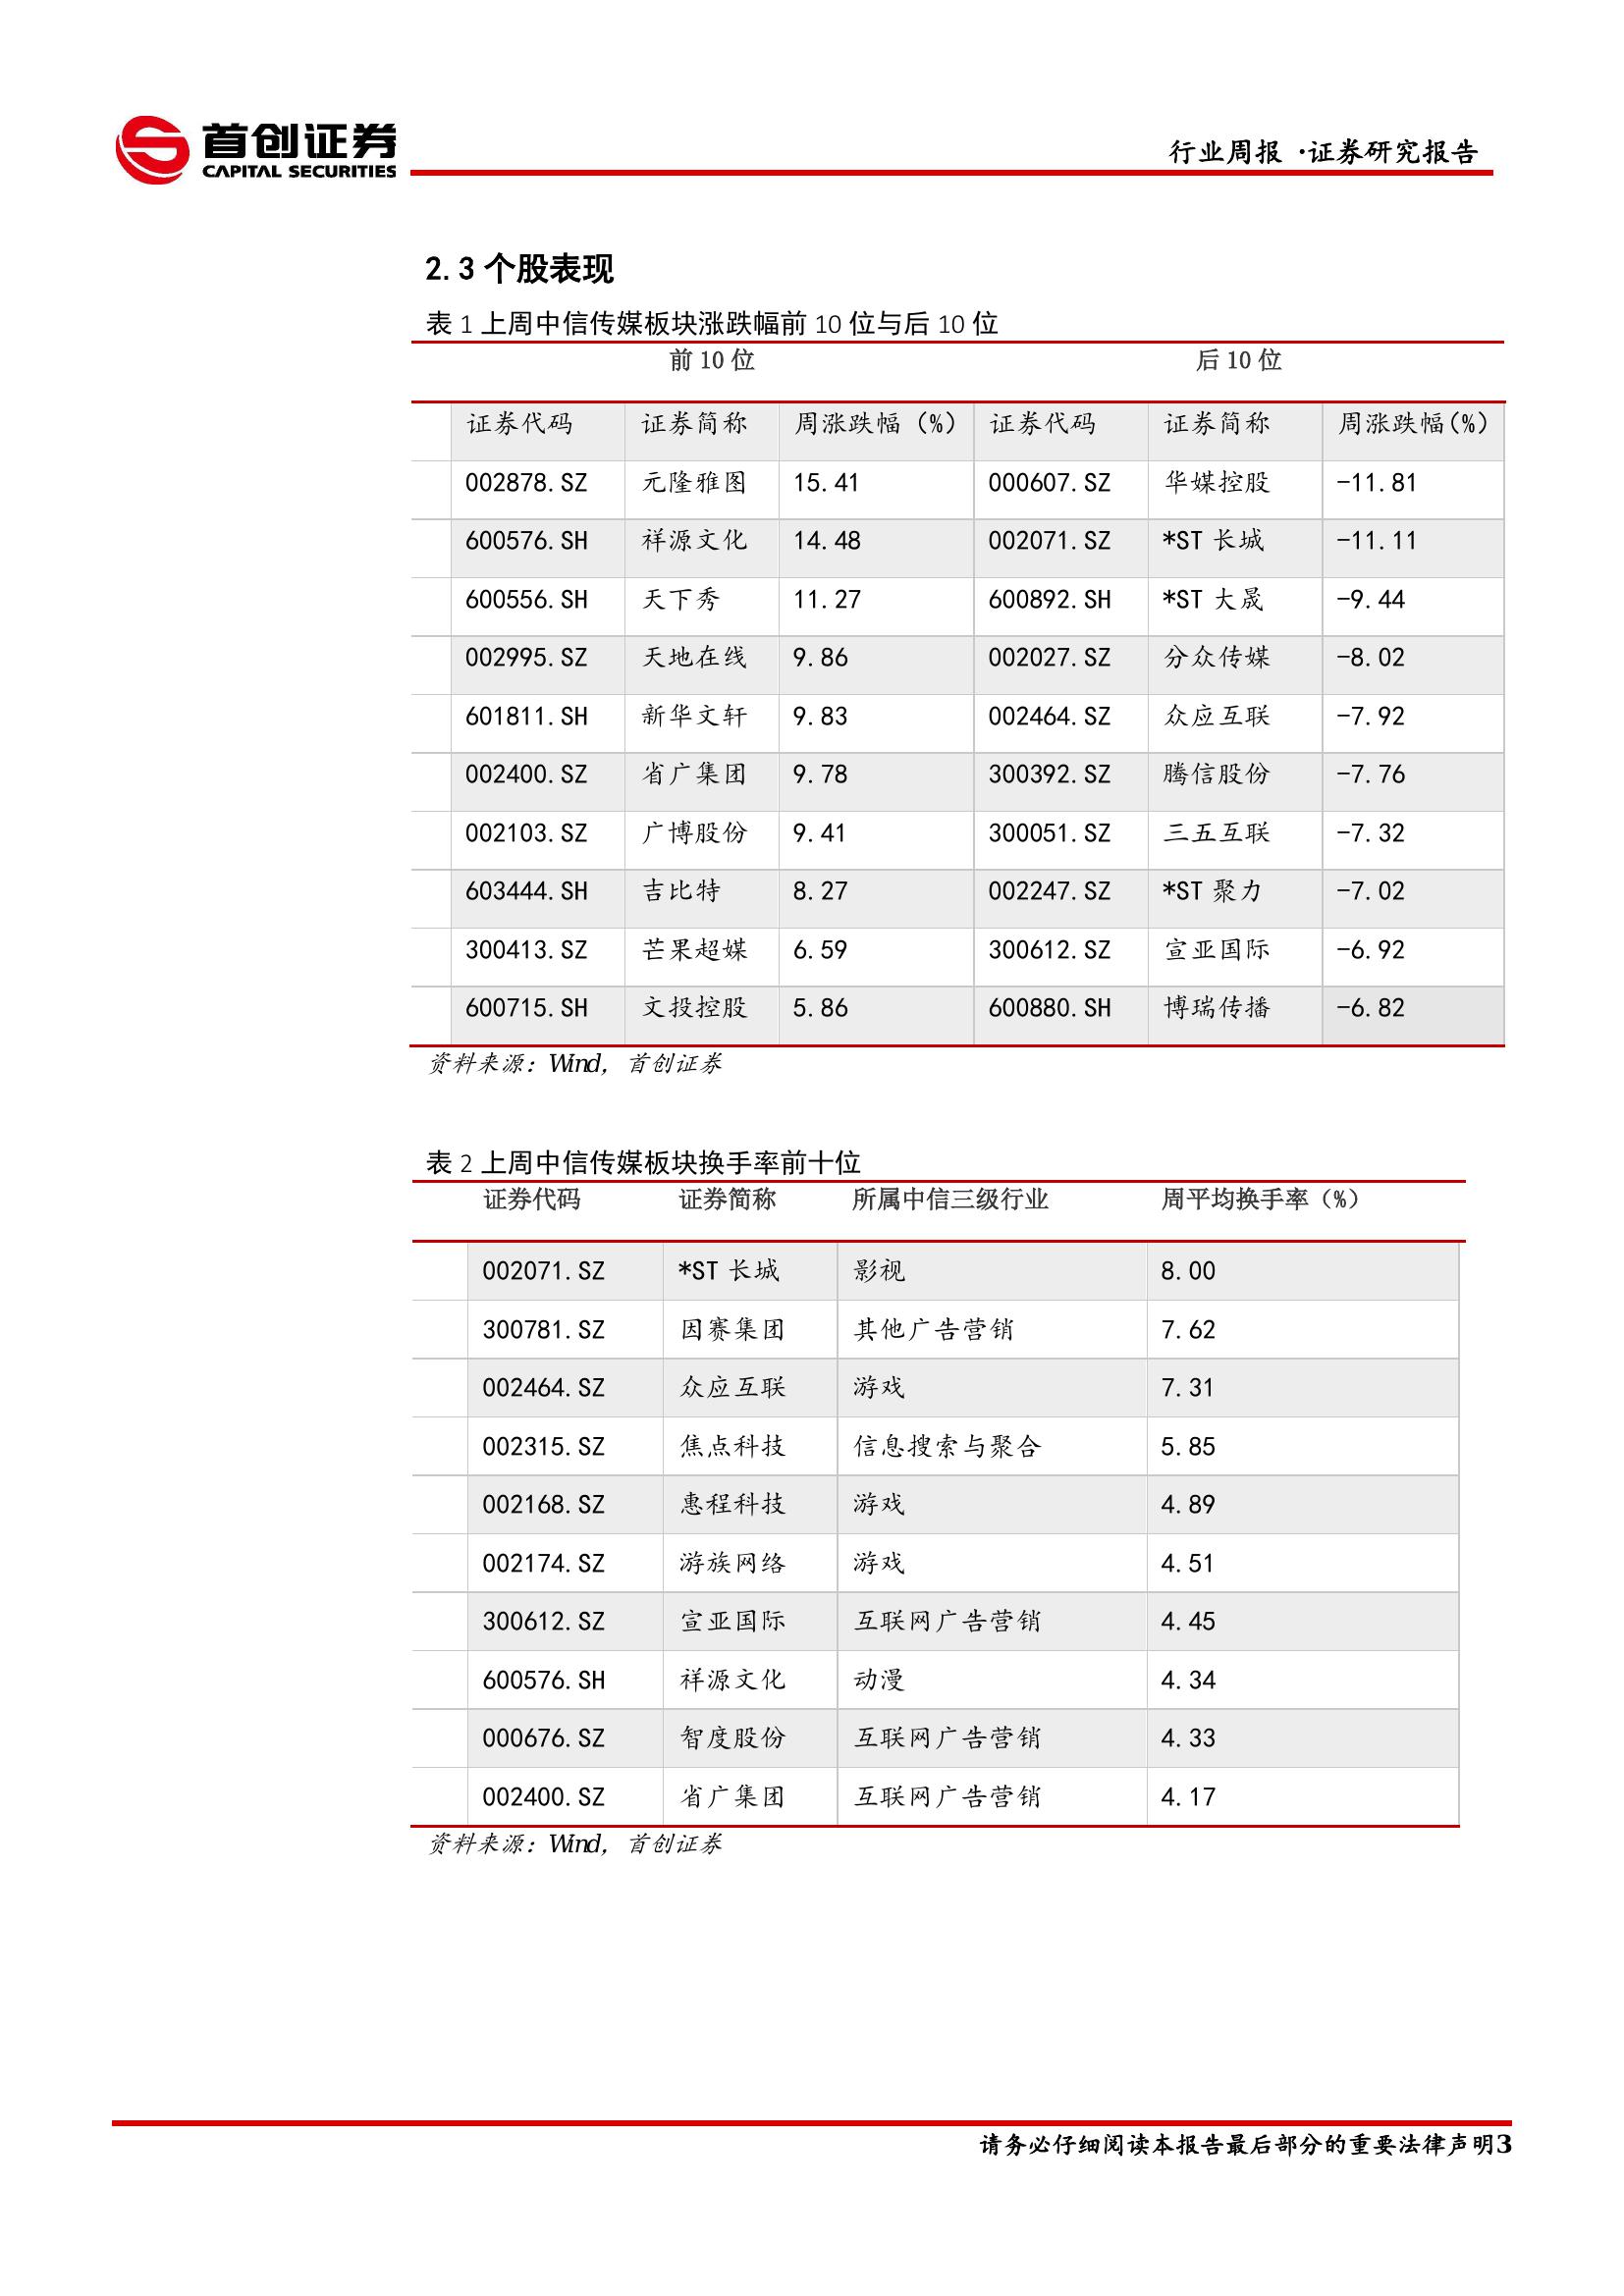 首创证券
CAPITAL SECURITIES
行业周报 ·证券研究报告
2.3 个股表现
表 1 上周中信传媒板块涨跌幅前 10 位与后 10 位
前 10 位 后 10 位
证券代码 证券简称 周涨跌幅 (%) 证券代码 证券简称 周涨跌幅(%)
002878.SZ 元隆雅图 15.41 000607.SZ 华媒控股 -11.81
600576.SH 祥源文化 14.48 002071.SZ *ST 长城 -11.11
600556.SH 天下秀 11.27 600892.SH *ST 大晟 -9.44
002995.SZ 天地在线 9.86 002027.SZ 分众传媒 -8.02
601811.SH 新华文轩 9.83 002464.SZ 众应互联 -7.92
002400.SZ 省广集团 9.78 300392.SZ 腾信股份 -7.76
002103.SZ 广博股份 9.41 300051.SZ 三五互联 -7.32
603444.SH 吉比特 8.27 002247.SZ *ST 聚力 -7.02
300413.SZ 芒果超媒 6.59 300612.SZ 宣亚国际 -6.92
600715.SH 文投控股 5.86 600880.SH 博瑞传播 -6.82
资料来源：Wind，首创证券
表 2 上周中信传媒板块换手率前十位
证券代码 证券简称 所属中信三级行业 周平均换手率（%）
002071.SZ *ST 长城 影视 8.00
300781.SZ 因赛集团 其他广告营销 7.62
002464.SZ 众应互联 游戏 7.31
002315.SZ 焦点科技 信息搜索与聚合 5.85
002168.SZ 惠程科技 游戏 4.89
002174.SZ 游族网络 游戏 4.51
300612.SZ 宣亚国际 互联网广告营销 4.45
600576.SH 祥源文化 动漫 4.34
000676.SZ 智度股份 互联网广告营销 4.33
002400.SZ 省广集团 互联网广告营销 4.17
资料来源：Wind，首创证券
请务必仔细阅读本报告最后部分的重要法律声明3